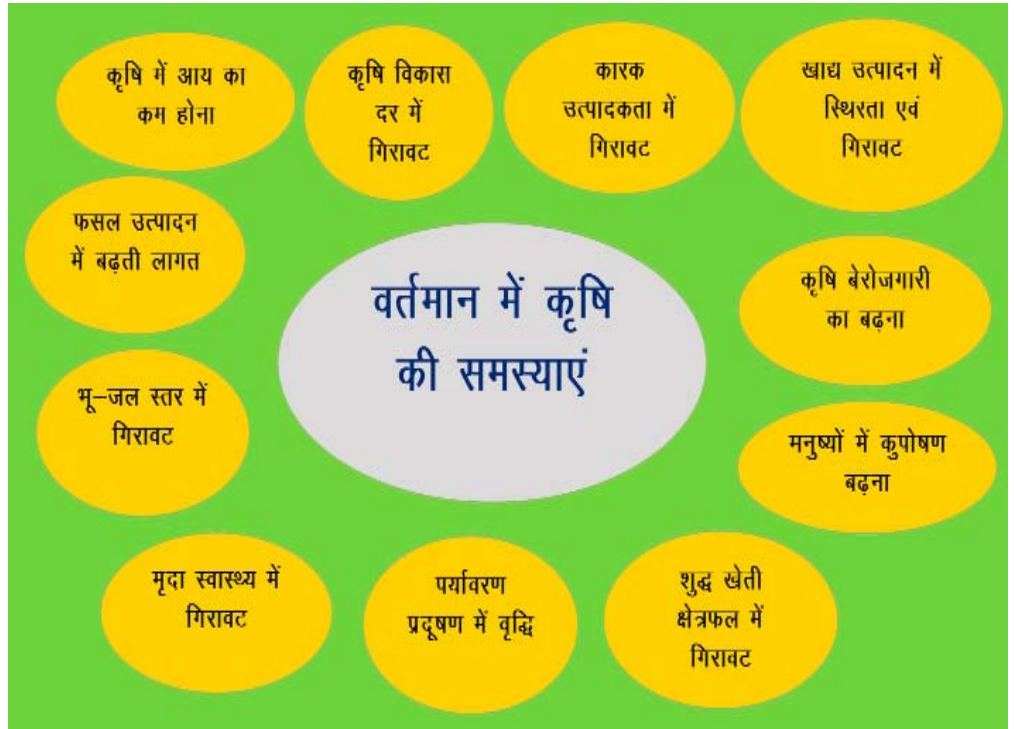 कृषि में आय का
कम होना
कृषि विकास
दर में
गिरावट
कारक
उत्पादकता में
गिरावट
खाद्य उत्पादन में
स्थिरता एवं
गिरावट
फसल उत्पादन
में बढ़ती लागत
वर्तमान में कृषि
की समस्याएं
कृषि बेरोजगारी
का बढ़ना
भू–जल स्तर में
गिरावट
मनुष्यों में कुपोषण
बढ़ना
मृदा स्वास्थ्य में
गिरावट
पर्यावरण
प्रदूषण में वृद्धि
शुद्ध खेती
क्षेत्रफल में
गिरावट